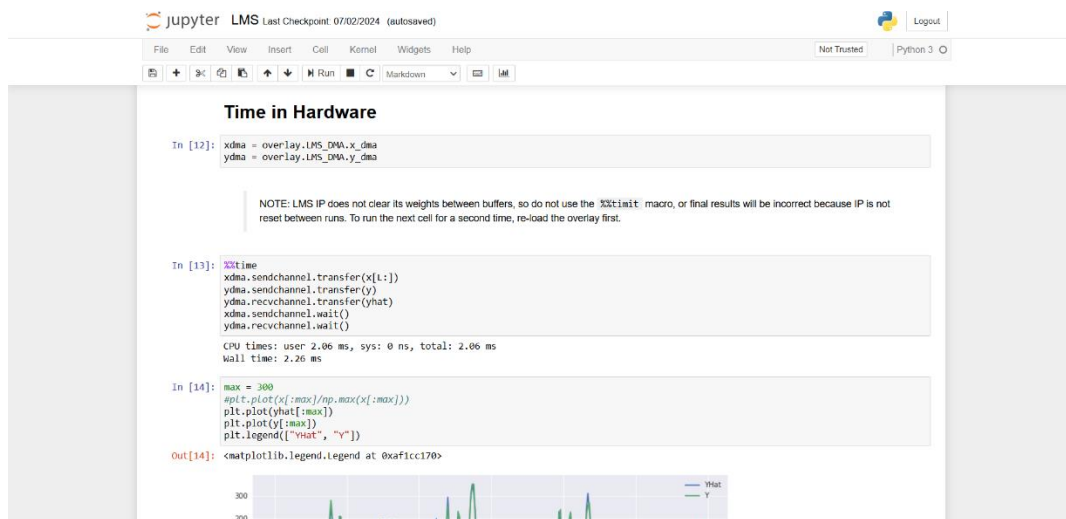 jupyter LMS Last Checkpoint: 07/02/2024 (autosaved)
Logout
File Edit View Insert Cell Kernel Widgets Help
Not Trusted
Python 3
Run
Markdown
Time in Hardware
In [12]: xdma = overlay.LMS_DMA.x_dma
ydma = overlay.LMS_DMA.y_dma
NOTE: LMS IP does not clear its weights between buffers, so do not use the %%timit macro, or final results will be incorrect because IP is not
reset between runs. To run the next cell for a second time, re-load the overlay first.
In [13]: %%time
xdma.sendchannel.transfer(x[L:])
ydma.sendchannel.transfer(y)
ydma.recvchannel.transfer(yhat)
xdma.sendchannel.wait()
ydma.recvchannel.wait()
CPU times: user 2.06 ms, sys: 0 ns, total: 2.06 ms
Wall time: 2.26 ms
In [14]: max = 300
#plt.plot(x[:max]/np.max(x[:max]))
plt.plot(yhat[:max])
plt.plot(y[:max])
plt.legend(["YHat", "Y"])
Out[14]: <matplotlib.legend.Legend at 0xaf1cc170>
YHat
Y
300
200